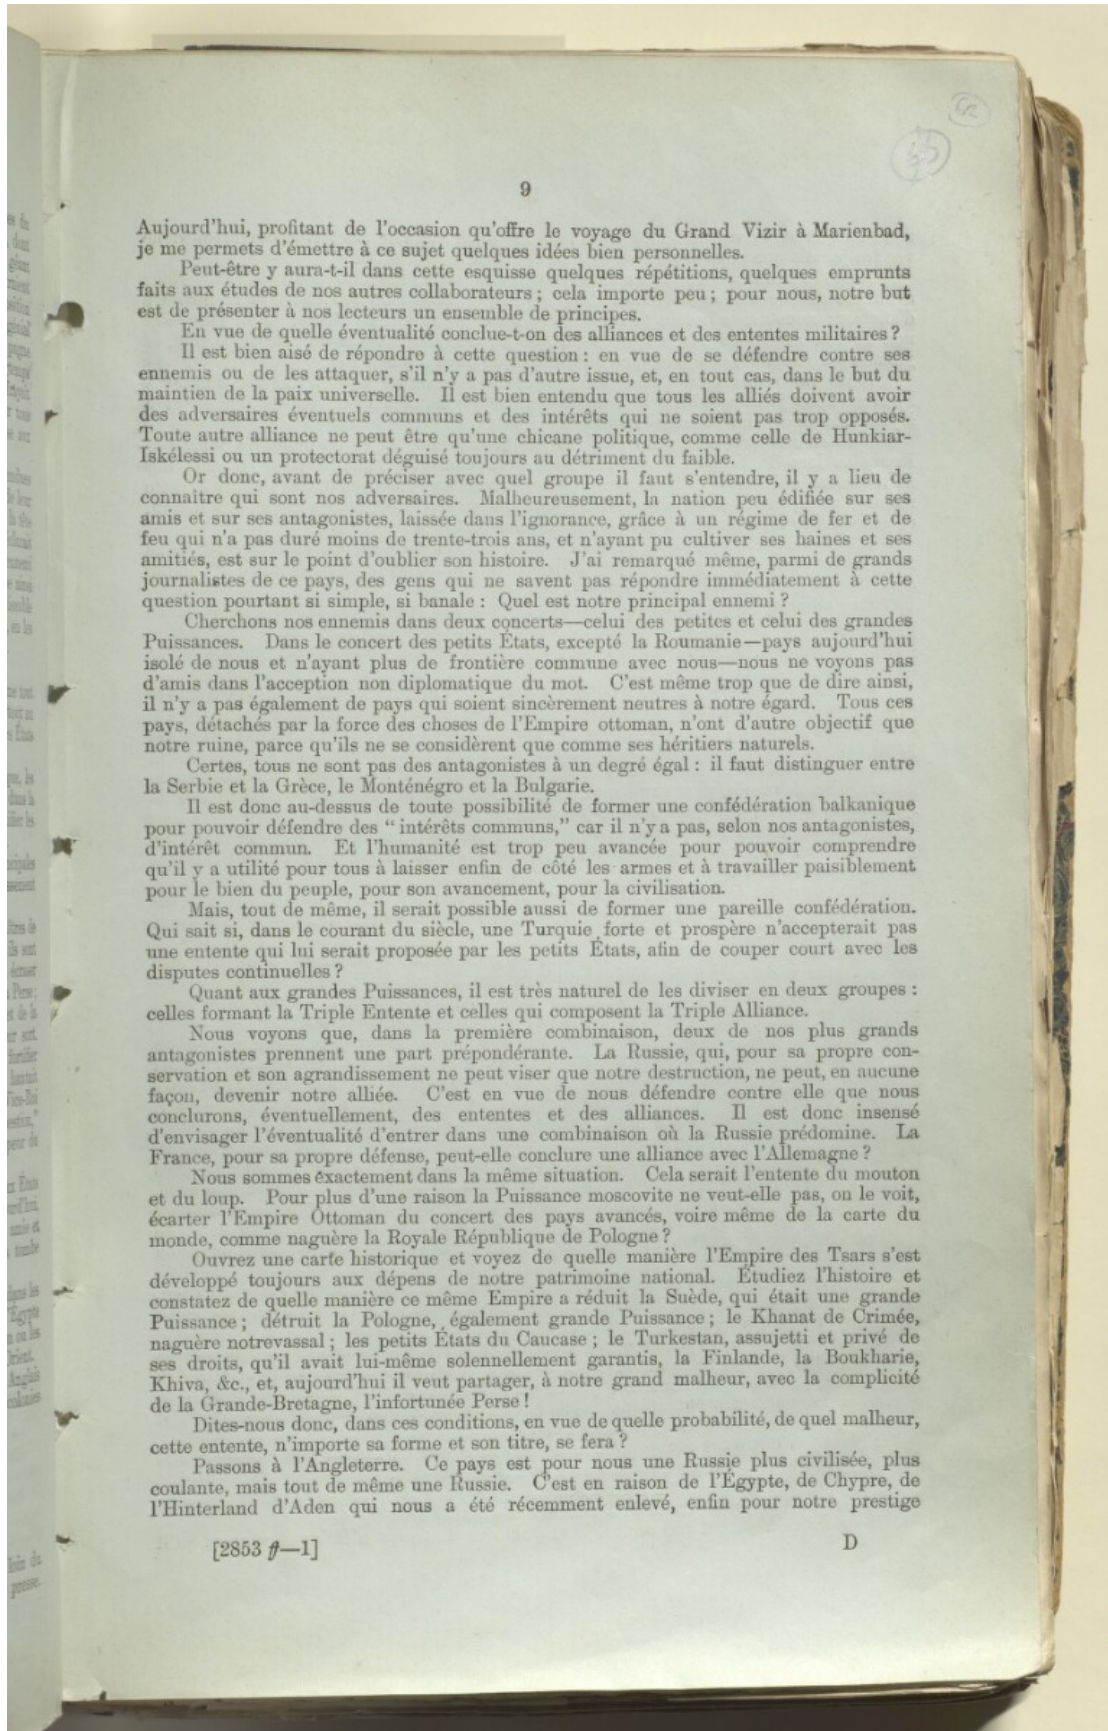 9
Aujourd'hui, profitant de l'occasion qu'offre le voyage du Grand Vizir à Marienbad,
je me permets d'émettre à ce sujet quelques idées bien personnelles.
Peut-être y aura-t-il dans cette esquisse quelques répétitions, quelques emprunts
faits aux études de nos autres collaborateurs ; cela importe peu ; pour nous, notre but
est de présenter à nos lecteurs un ensemble de principes.
En vue de quelle éventualité conclue-t-on des alliances et des ententes militaires ?
Il est bien aisé de répondre à cette question : en vue de se défendre contre ses
ennemis ou de les attaquer, s'il n'y a pas d'autre issue, et, en tout cas, dans le but du
maintien de la paix universelle. Il est bien entendu que tous les alliés doivent avoir
des adversaires éventuels communs et des intérêts qui ne soient pas trop opposés.
Toute autre alliance ne peut être qu'une chicane politique, comme celle de Hunkiar-
Iskélessi ou un protectorat déguisé toujours au détriment du faible.
Or donc, avant de préciser avec quel groupe il faut s'entendre, il y a lieu de
connaitre qui sont nos adversaires. Malheureusement, la nation peu édifiée sur ses
amis et sur ses antagonistes, laissée dans l'ignorance, grâce à un régime de fer et de
feu qui n'a pas duré moins de trente-trois ans, et n'ayant pu cultiver ses haines et ses
amitiés, est sur le point d'oublier son histoire. J'ai remarqué même, parmi de grands
journalistes de ce pays, des gens qui ne savent pas répondre immédiatement à cette
question pourtant si simple, si banale : Quel est notre principal ennemi ?
Cherchons nos ennemis dans deux concerts—celui des petites et celui des grandes
Puissances. Dans le concert des petits États, excepté la Roumanie—pays aujourd'hui
isolé de nous et n'ayant plus de frontière commune avec nous—nous ne voyons pas
d'amis dans l'acception non diplomatique du mot. C'est même trop que de dire ainsi,
il n'y a pas également de pays qui soient sincèrement neutres à notre égard. Tous ces
pays, détachés par la force des choses de l'Empire ottoman, n'ont d'autre objectif que
notre ruine, parce qu'ils ne se considèrent que comme ses héritiers naturels.
Certes, tous ne sont pas des antagonistes à un degré égal : il faut distinguer entre
la Serbie et la Grèce, le Monténégro et la Bulgarie.
Il est donc au-dessus de toute possibilité de former une confédération balkanique
pour pouvoir défendre des " intérêts communs," car il n'y a pas, selon nos antagonistes,
d'intérêt commun. Et l'humanité est trop peu avancée pour pouvoir comprendre
qu'il y a utilité pour tous à laisser enfin de côté les armes et à travailler paisiblement
pour le bien du peuple, pour son avancement, pour la civilisation.
Mais, tout de même, il serait possible aussi de former une pareille confédération.
Qui sait si, dans le courant du siècle, une Turquie forte et prospère n'accepterait pas
une entente qui lui serait proposée par les petits États, afin de couper court avec les
disputes continuelles ?
Quant aux grandes Puissances, il est très naturel de les diviser en deux groupes :
celles formant la Triple Entente et celles qui composent la Triple Alliance.
Nous voyons que, dans la première combinaison, deux de nos plus grands
antagonistes prennent une part prépondérante. La Russie, qui, pour sa propre con-
servation et son agrandissement ne peut viser que notre destruction, ne peut, en aucune
façon, devenir notre alliée. C'est en vue de nous défendre contre elle que nous
conclurons, éventuellement, des ententes et des alliances. Il est donc insensé
d'envisager l'éventualité d'entrer dans une combinaison où la Russie prédomine. La
France, pour sa propre défense, peut-elle conclure une alliance avec l'Allemagne ?
Nous sommes exactement dans la même situation. Cela serait l'entente du mouton
et du loup. Pour plus d'une raison la Puissance moscovite ne veut-elle pas, on le voit,
écarter l'Empire Ottoman du concert des pays avancés, voire même de la carte du
monde, comme naguère la Royale République de Pologne ?
Ouvrez une carte historique et voyez de quelle manière l'Empire des Tsars s'est
développé toujours aux dépens de notre patrimoine national. Étudiez l'histoire et
constatez de quelle manière ce même Empire a réduit la Suède, qui était une grande
Puissance ; détruit la Pologne, également grande Puissance ; le Khanat de Crimée,
naguère notrevassal ; les petits États du Caucase ; le Turkestan, assujetti et privé de
ses droits, qu'il avait lui-même solennellement garantis, la Finlande, la Boukharie,
Khiva, &c., et, aujourd'hui il veut partager, à notre grand malheur, avec la complicité
de la Grande-Bretagne, l'infortunée Perse !
Dites-nous donc, dans ces conditions, en vue de quelle probabilité, de quel malheur,
cette entente, n'importe sa forme et son titre, se fera ?
Passons à l'Angleterre. Ce pays est pour nous une Russie plus civilisée, plus
coulante, mais tout de même une Russie. C'est en raison de l'Égypte, de Chypre, de
l'Hinterland d'Aden qui nous a été récemment enlevé, enfin pour notre prestige
[2853 ff—1]
D